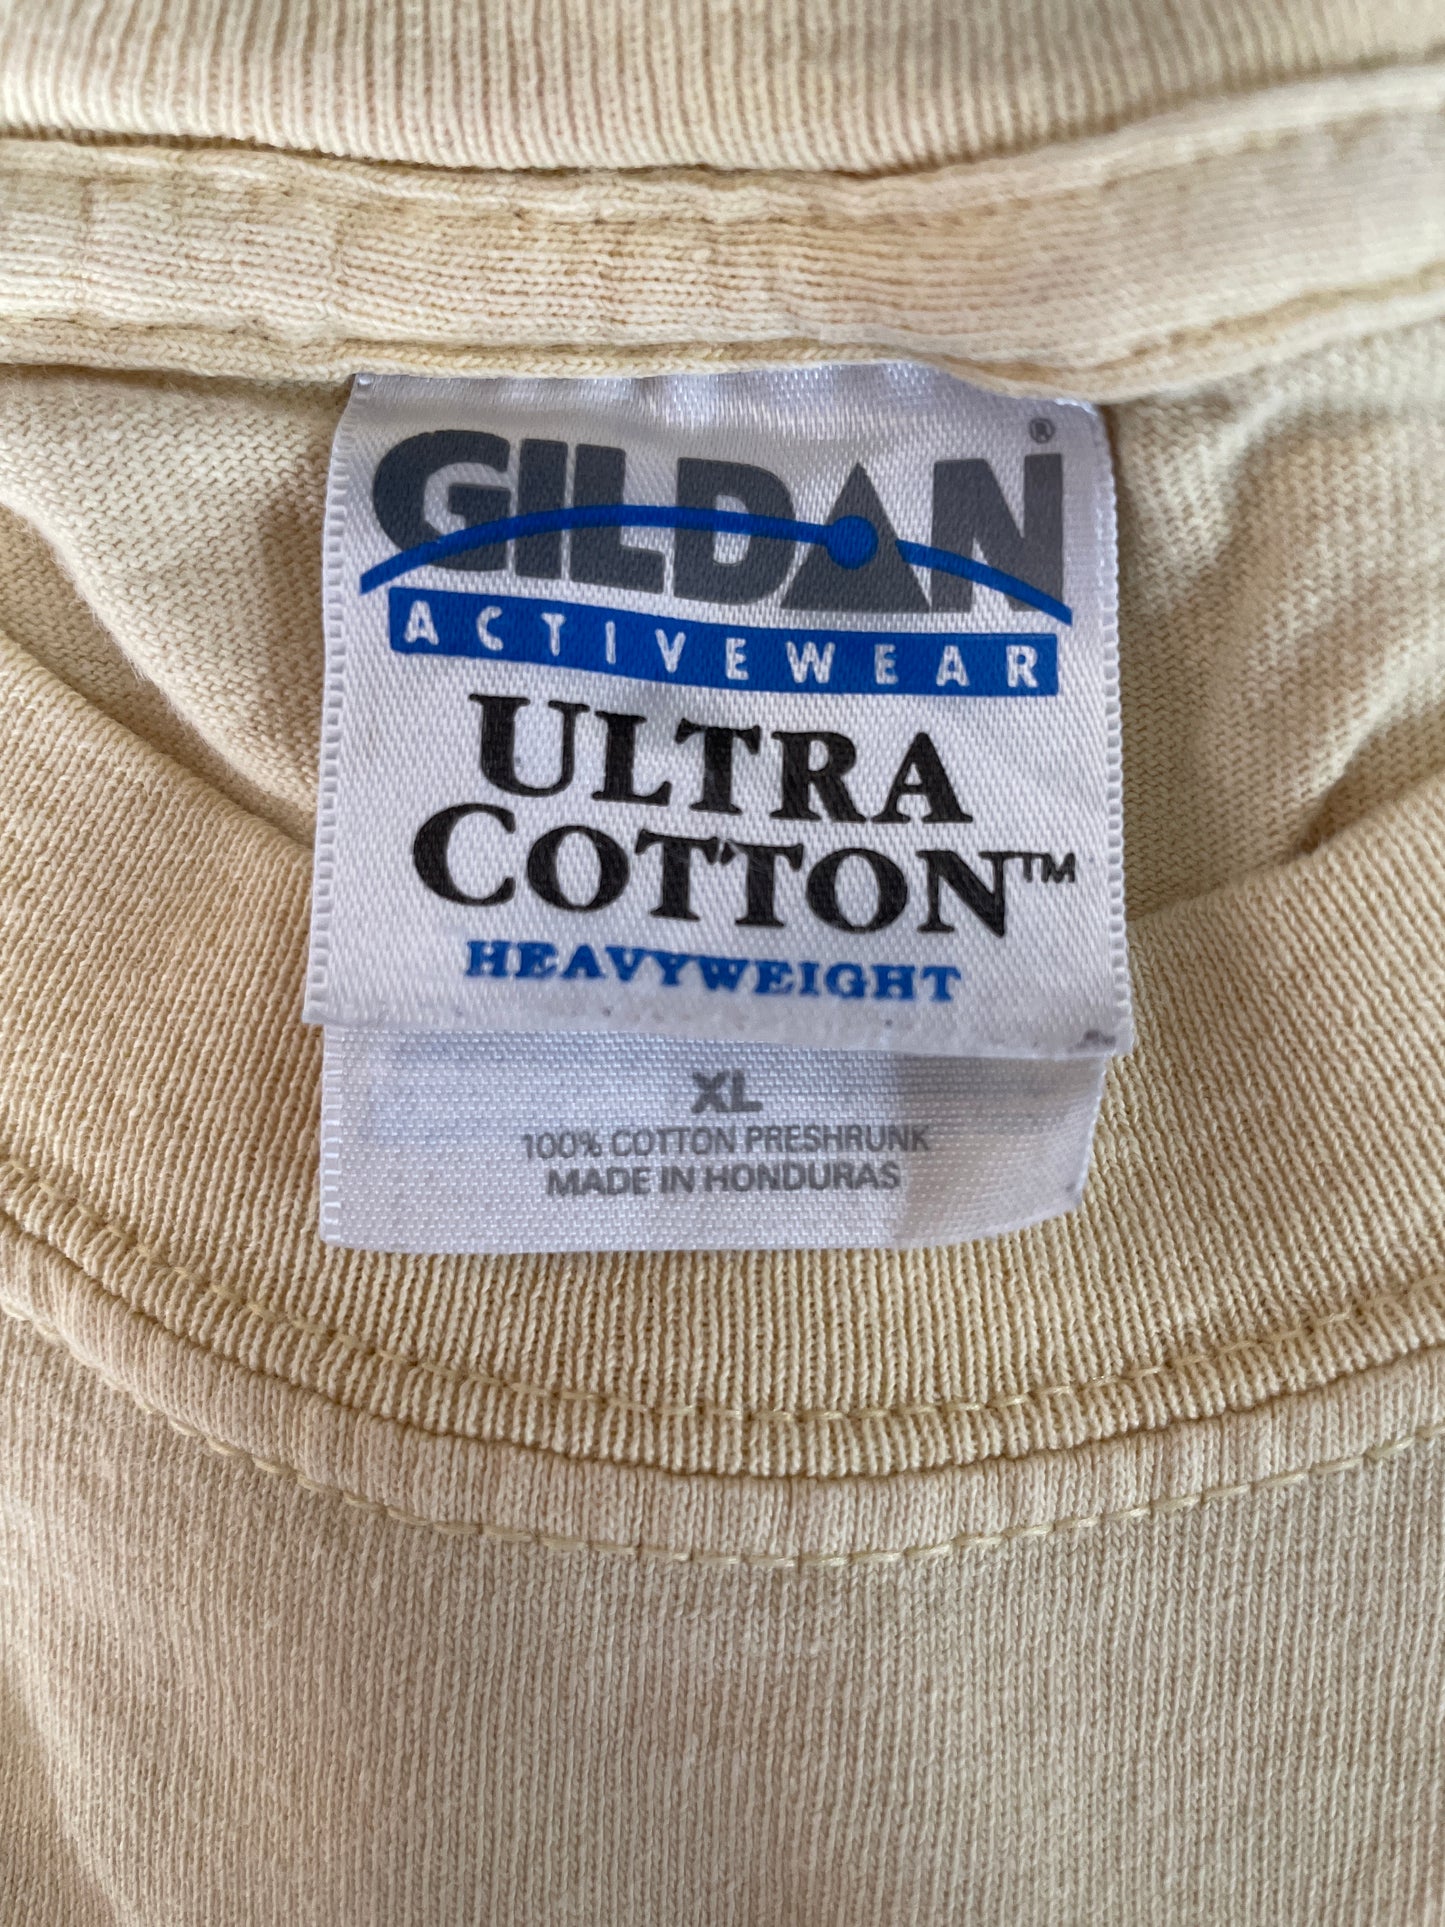 GILDAN®
ACTIVEWEAR
ULTRA
COTTON™
HEAVYWEIGHT
XL
100% COTTON PRESHRUNK
MADE IN HONDURAS